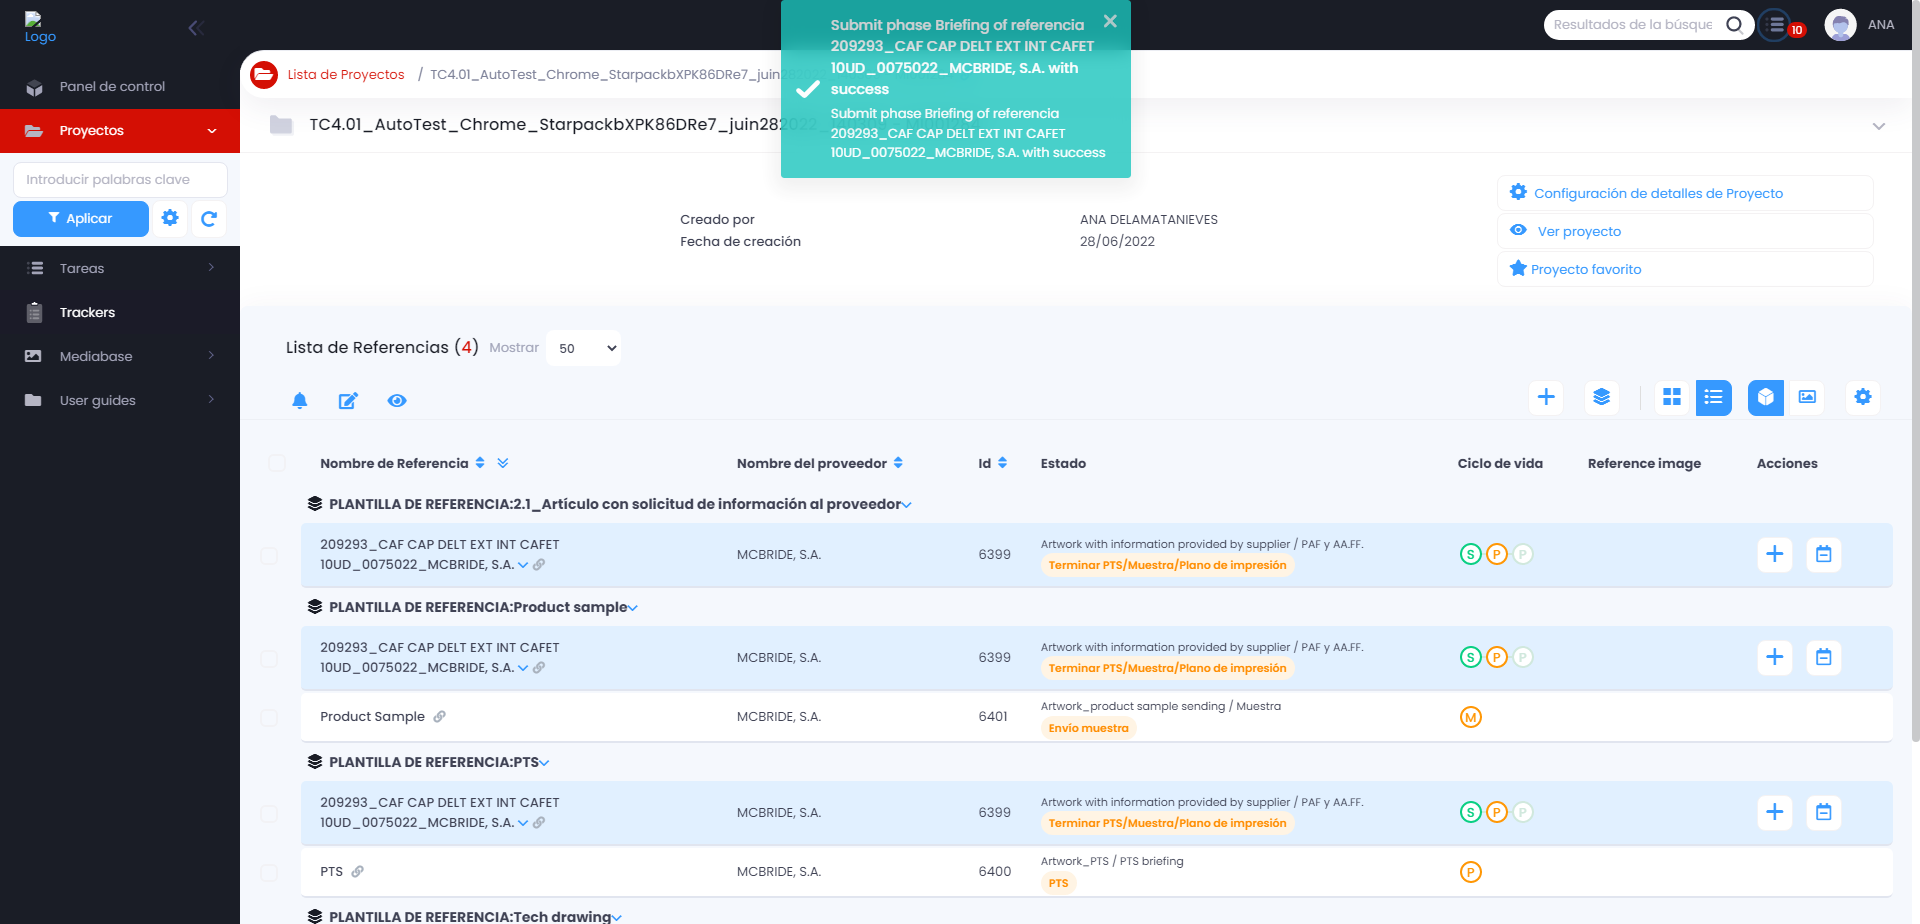 Logo
Panel de control
Proyectos
Introducir palabras clave
Aplicar
Tareas
Trackers
Mediabase
User guides
Submit phase Briefing of referencia
209293_CAF CAP DELT EXT INT CAFET
10UD_0075022_MCBRIDE, S.A. with
success
Submit phase Briefing of referencia
209293_CAF CAP DELT EXT INT CAFET
10UD_0075022_MCBRIDE, S.A. with success
Resultados de la búsque
10
ANA
Lista de Proyectos / TC4.01_AutoTest_Chrome_StarpackbXPK86DRe7_juin28
TC4.01_AutoTest_Chrome_StarpackbXPK86DRe7_juin282022
Creado por ANA DELAMATANIEVES
Fecha de creación 28/06/2022
Configuración de detalles de Proyecto
Ver proyecto
Proyecto favorito
Lista de Referencias (4) Mostrar 50
Nombre de Referencia Nombre del proveedor Id Estado Ciclo de vida Reference image Acciones
PLANTILLA DE REFERENCIA:2.1_Artículo con solicitud de información al proveedor
209293_CAF CAP DELT EXT INT CAFET
10UD_0075022_MCBRIDE, S.A.
MCBRIDE, S.A.
6399
Artwork with information provided by supplier / PAF y AA.FF.
Terminar PTS/Muestra/Plano de impresión
S P P
PLANTILLA DE REFERENCIA:Product sample
209293_CAF CAP DELT EXT INT CAFET
10UD_0075022_MCBRIDE, S.A.
MCBRIDE, S.A.
6399
Artwork with information provided by supplier / PAF y AA.FF.
Terminar PTS/Muestra/Plano de impresión
S P P
Product Sample
MCBRIDE, S.A.
6401
Artwork_product sample sending / Muestra
Envío muestra
M
PLANTILLA DE REFERENCIA:PTS
209293_CAF CAP DELT EXT INT CAFET
10UD_0075022_MCBRIDE, S.A.
MCBRIDE, S.A.
6399
Artwork with information provided by supplier / PAF y AA.FF.
Terminar PTS/Muestra/Plano de impresión
S P P
PTS
MCBRIDE, S.A.
6400
Artwork_PTS / PTS briefing
PTS
P
PLANTILLA DE REFERENCIA:Tech drawing